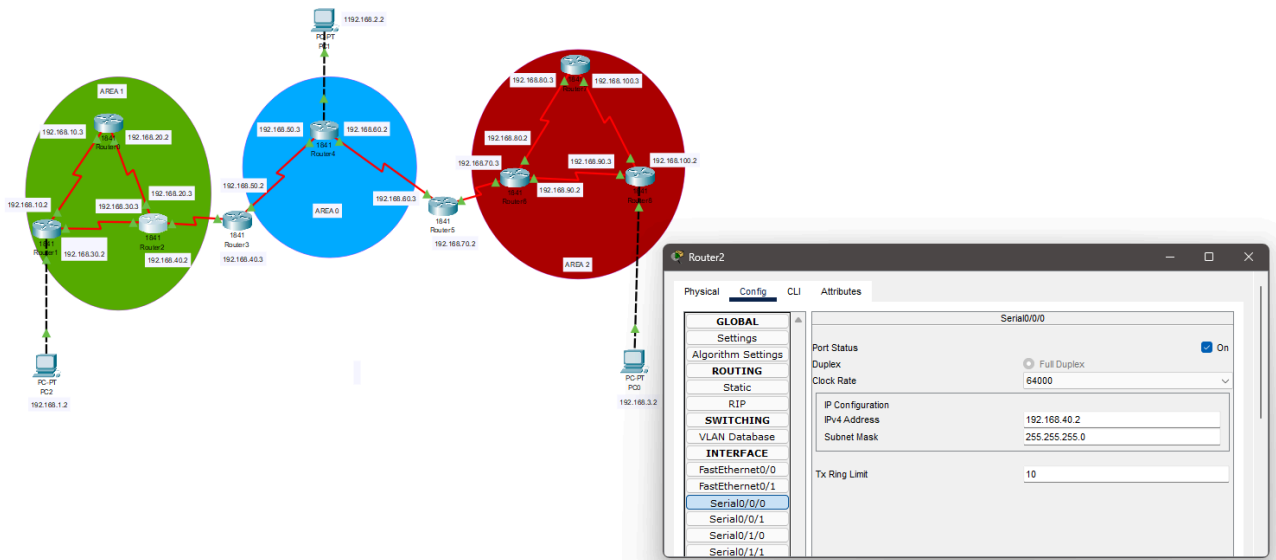 1192.168.2.2
PC-PT
PC1
AREA 1
192.168.10.3
192.168.20.2
1841
Router0
192.168.50.3
192.168.60.2
1841
Router4
192.168.80.3
192.168.100.3
192.168.80.2
192.168.70.3
192.168.90.3
192.168.100.2
1841
192.168.90.2
192.168.10.2
192.168.30.3
192.168.20.3
192.168.50.2
AREA 0
192.168.60.3
1841
Router1
192.168.30.2
1841
Router2
192.168.40.2
1841
Router3
192.168.40.3
1841
Router5
192.168.70.2
AREA 2
PC-PT
PC2
192.168.1.2
PC-PT
PC0
192.168.3.2
Router2
Physical
Config
CLI
Attributes
GLOBAL
Settings
Algorithm Settings
ROUTING
Static
RIP
SWITCHING
VLAN Database
INTERFACE
FastEthernet0/0
FastEthernet0/1
Serial0/0/0
Serial0/0/1
Serial0/1/0
Serial0/1/1
Serial0/0/0
Port Status
On
Duplex
Full Duplex
Clock Rate
64000
IP Configuration
IPv4 Address
192.168.40.2
Subnet Mask
255.255.255.0
Tx Ring Limit
10